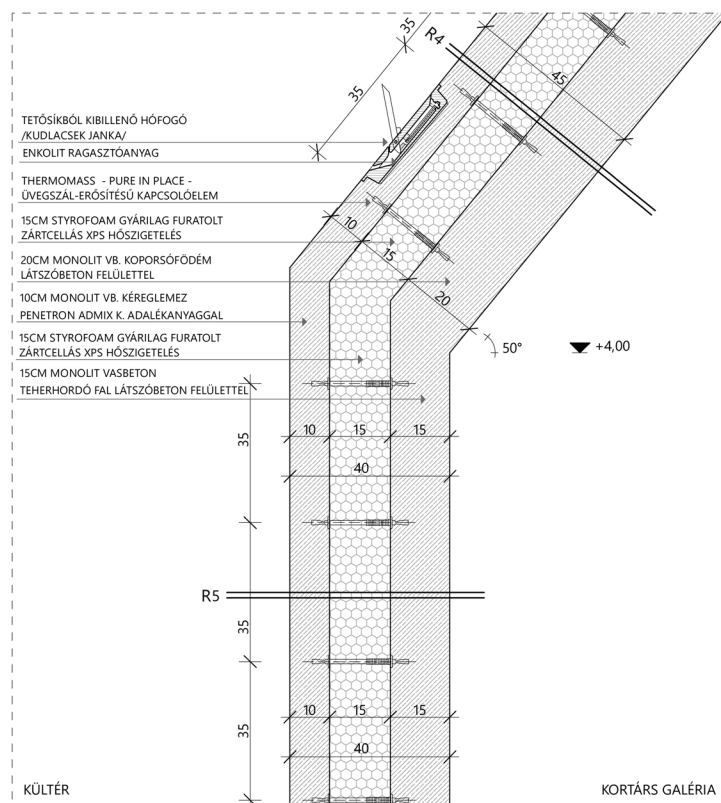 35
R4
35
45
TETŐSÍKBÓL KIBILLENŐ HÓFOGÓ
/KUDLACSEK JANKA/
ENKOLIT RAGASZTÓANYAG
THERMOMASS - PURE IN PLACE -
ÜVEGSZÁL-ERŐSÍTÉSŰ KAPCSOLÓELEM
15CM STYROFOAM GYÁRILAG FURATOLT
ZÁRTCELLÁS XPS HŐSZIGETELÉS
20CM MONOLIT VB. KOPORSÓFÖDÉM
LÁTSZÓBETON FELÜLETTEL
10CM MONOLIT VB. KÉREGLEMEZ
PENETRON ADMIX K. ADALÉKANYAGGAL
15CM STYROFOAM GYÁRILAG FURATOLT
ZÁRTCELLÁS XPS HŐSZIGETELÉS
15CM MONOLIT VASBETON
TEHERHORDÓ FAL LÁTSZÓBETON FELÜLETTEL
10
15
20
50°
+4,00
10 15 15
35
40
R5
35
10 15 15
40
35
KÜLTÉR
KORTÁRS GALÉRIA